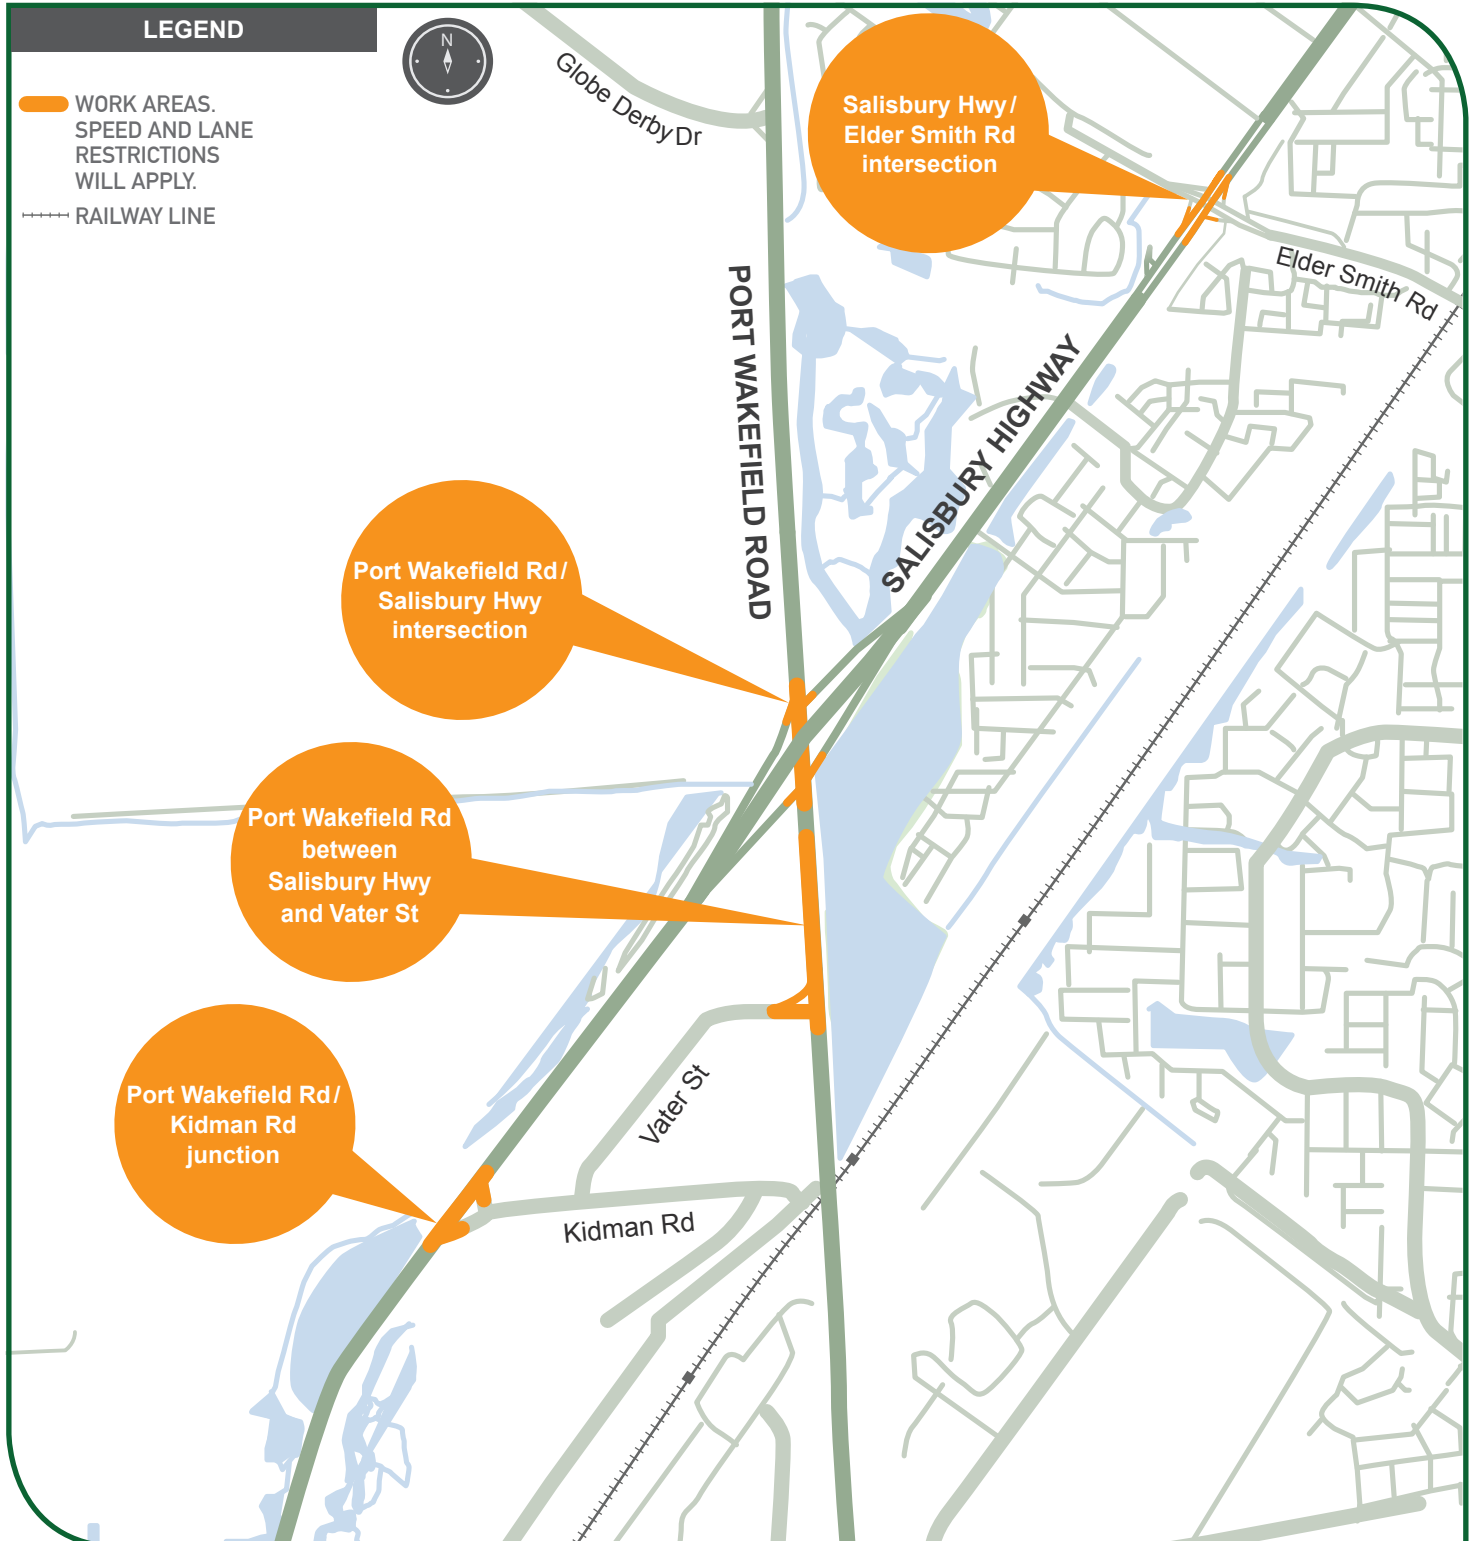 LEGEND
WORK AREAS.
SPEED AND LANE
RESTRICTIONS
WILL APPLY.
RAILWAY LINE
N
Globe Derby Dr
Salisbury Hwy/
Elder Smith Rd
intersection
Elder Smith Rd
PORT WAKEFIELD ROAD
SALISBURY HIGHWAY
Port Wakefield Rd/
Salisbury Hwy
intersection
Port Wakefield Rd
between
Salisbury Hwy
and Vater St
Vater St
Port Wakefield Rd/
Kidman Rd
junction
Kidman Rd